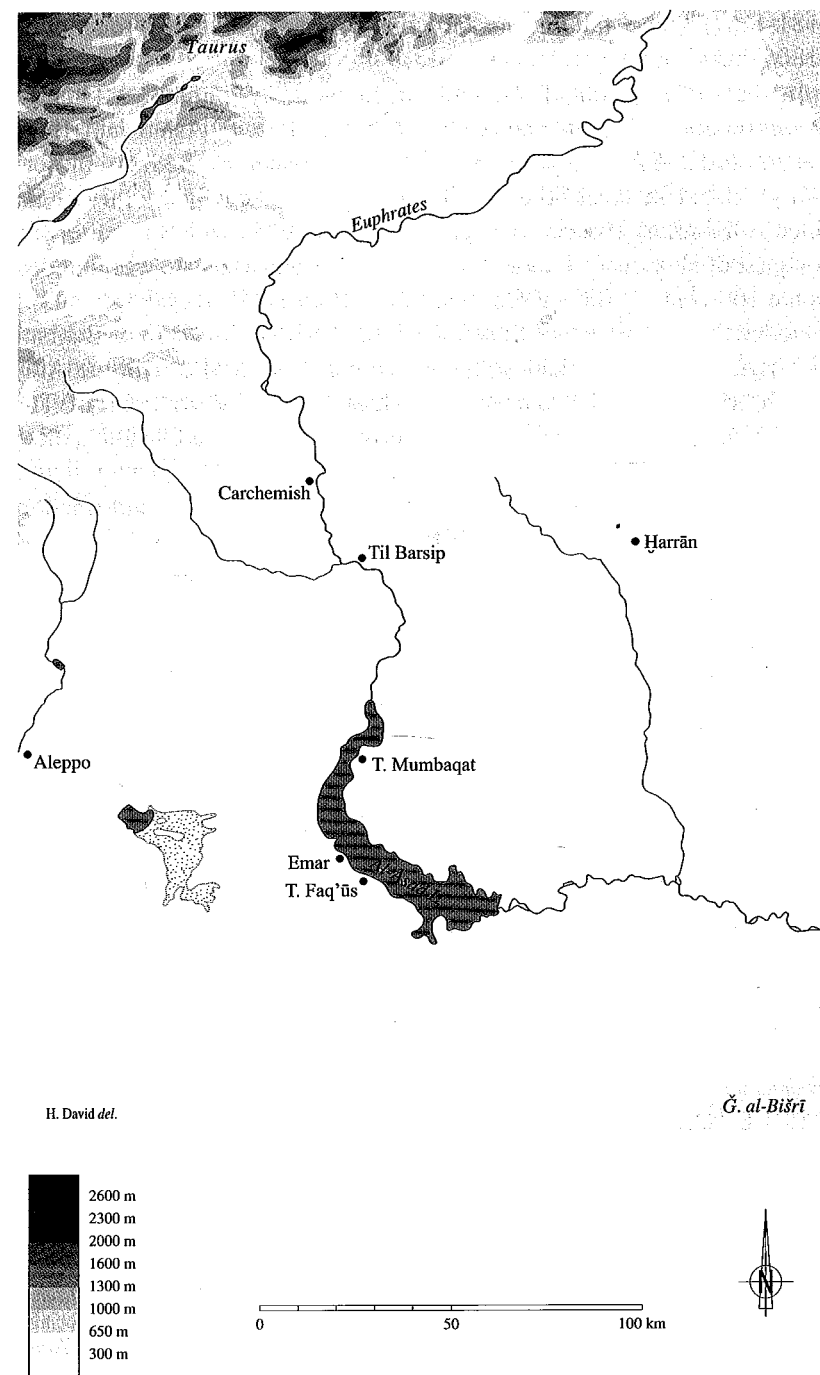 Taurus
Euphrates
Carchemish
Til Barsip
Ḫarrān
Aleppo
T. Mumbaqat
Emar
T. Faq’ūs
H. David del.
Ǧ. al-Bišrī
2600 m
2300 m
2000 m
1600 m
1300 m
1000 m
650 m
300 m
N
0 50 100 km